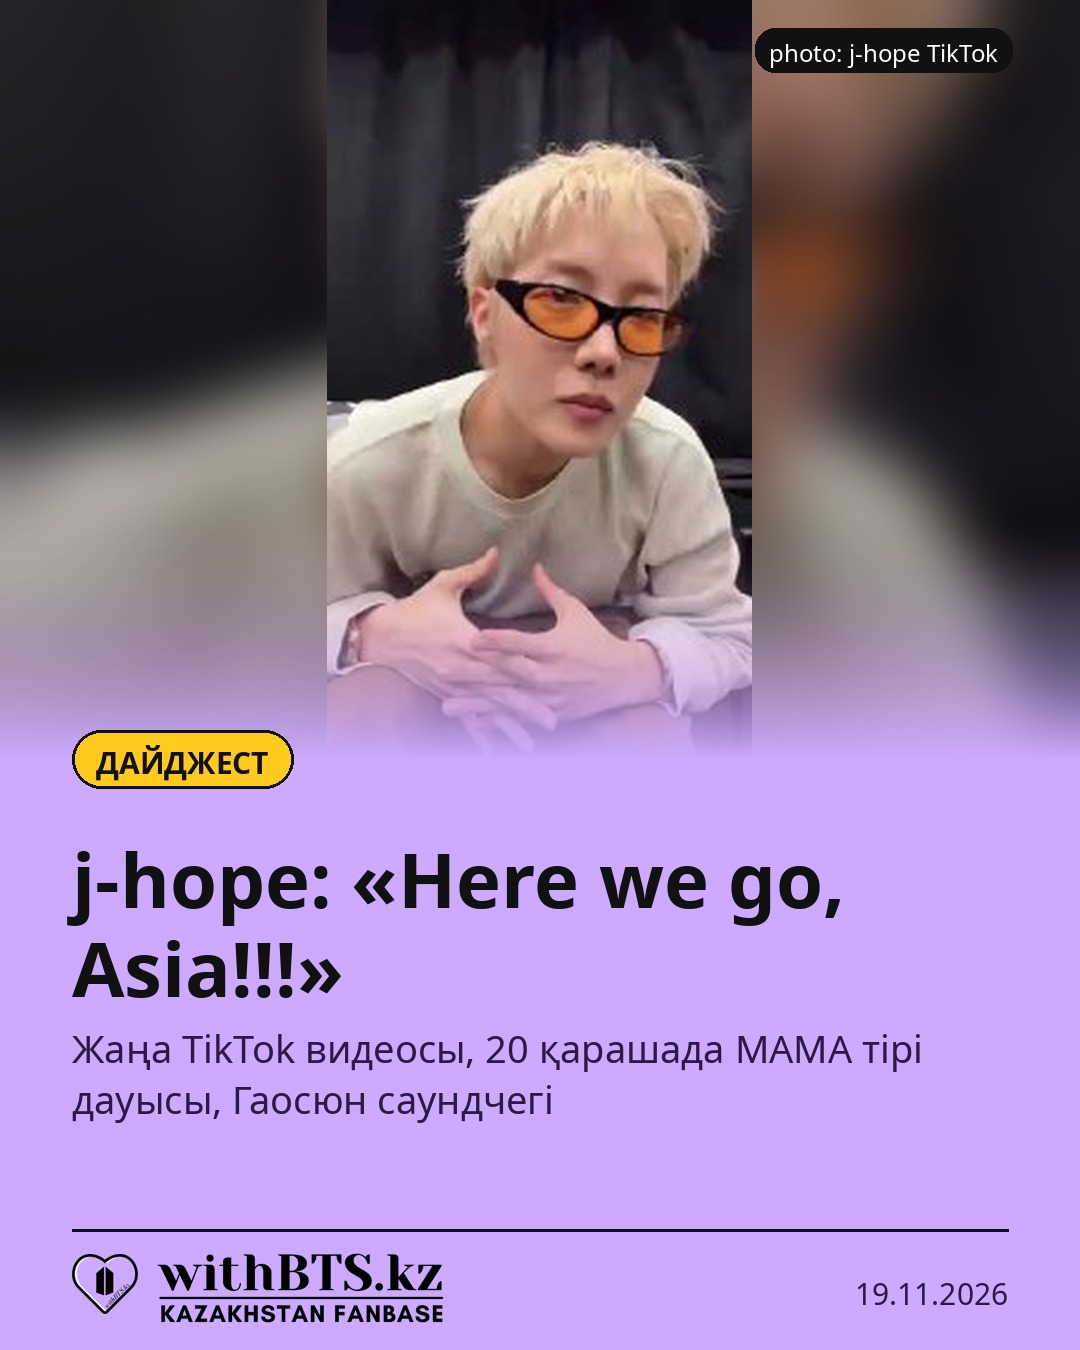 photo: j-hope TikTok
ДАЙДЖЕСТ
j-hope: «Here we go,
Asia!!!»
Жаңа TikTok видеосы, 20 қарашада MAMA тірі
дауысы, Гаосюн саундчегі
withBTS.kz
KAZAKHSTAN FANBASE
19.11.2026